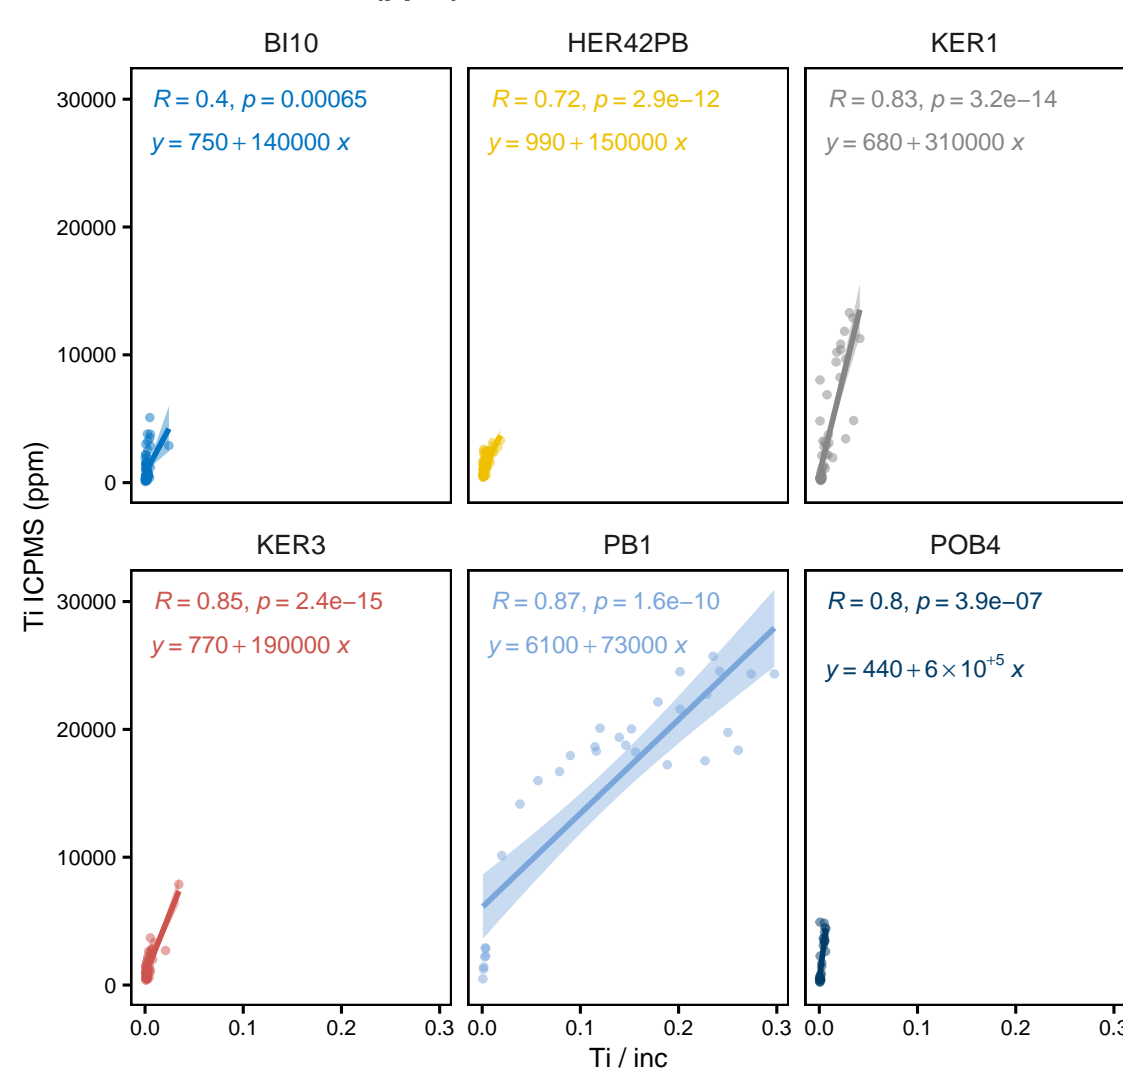 BI10 HER42PB KER1
R = 0.4, p = 0.00065 R = 0.72, p = 2.9e−12 R = 0.83, p = 3.2e−14
y = 750 + 140000 x y = 990 + 150000 x y = 680 + 310000 x
30000
20000
10000
0
Ti ICPMS (ppm)
KER3 PB1 POB4
R = 0.85, p = 2.4e−15 R = 0.87, p = 1.6e−10 R = 0.8, p = 3.9e−07
y = 770 + 190000 x y = 6100 + 73000 x y = 440 + 6 × 10⁺⁵ x
30000
20000
10000
0
0.0 0.1 0.2 0.3 0.0 0.1 0.2 0.3 0.0 0.1 0.2
Ti / inc